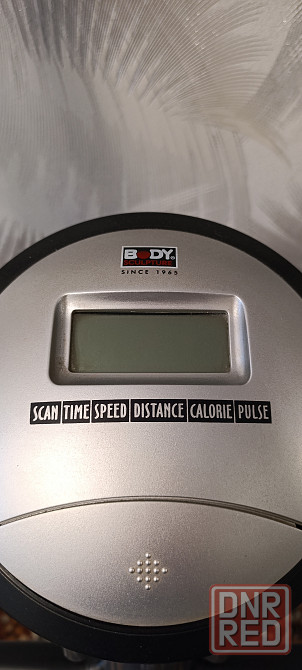 BODY®
SCULPTURE
SINCE 1965
SCAN TIME SPEED DISTANCE CALORIE PULSE
DNR
RED